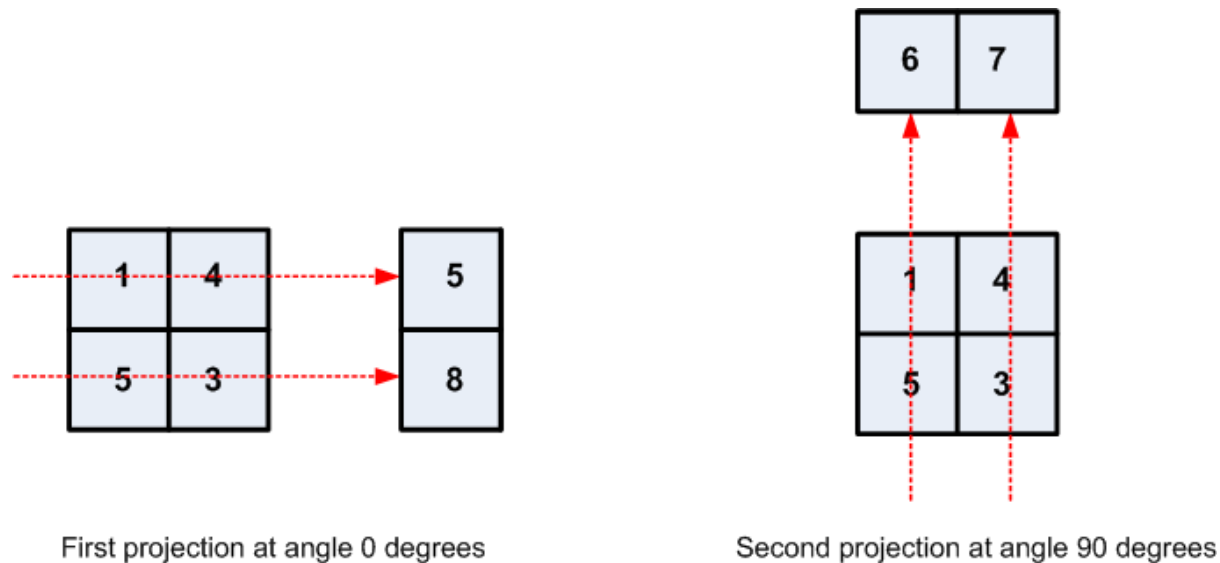 6 7
1 4 5
5 3 8
1 4
5 3
First projection at angle 0 degrees
Second projection at angle 90 degrees